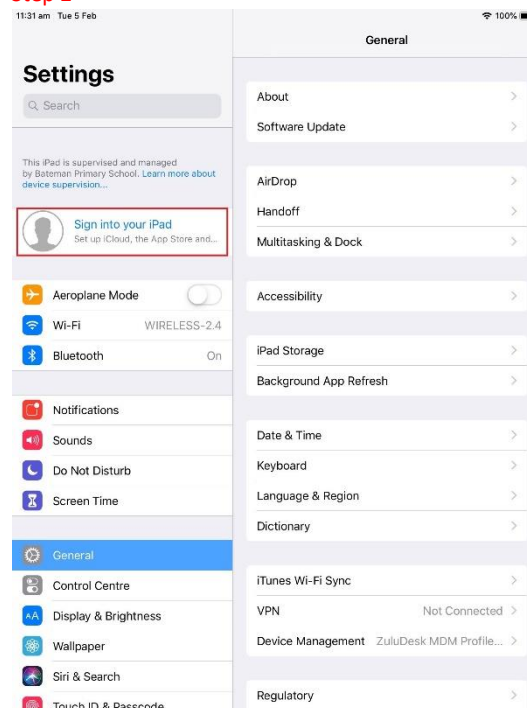 11:31 am Tue 5 Feb
100%
General
Settings
Search
About
Software Update
This iPad is supervised and managed
by Bateman Primary School. Learn more about
device supervision...
AirDrop
Handoff
Sign into your iPad
Set up iCloud, the App Store and...
Multitasking & Dock
Aeroplane Mode
Accessibility
Wi-Fi WIRELESS-2.4
Bluetooth On
iPad Storage
Background App Refresh
Notifications
Sounds
Date & Time
Do Not Disturb
Keyboard
Screen Time
Language & Region
Dictionary
General
Control Centre
iTunes Wi-Fi Sync
Display & Brightness
VPN Not Connected
Wallpaper
Device Management ZuluDesk MDM Profile...
Siri & Search
Touch ID & Passcode
Regulatory